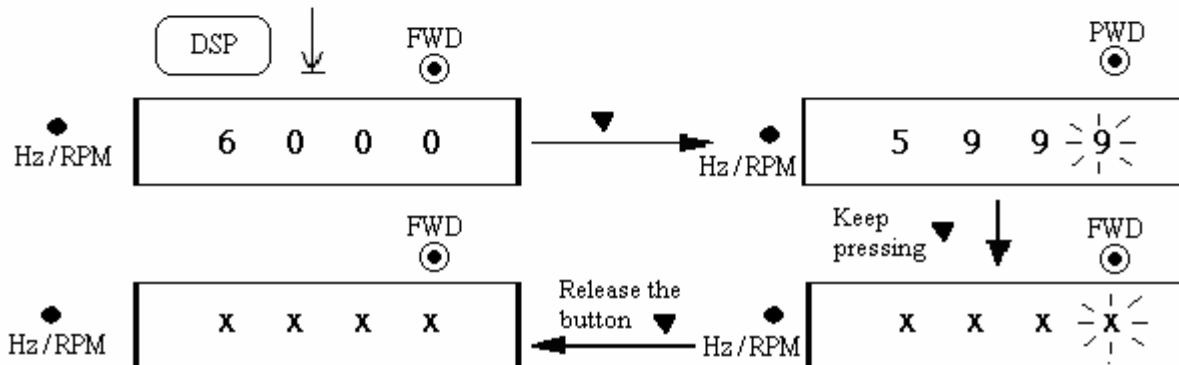 DSP
FWD
Hz/RPM
6 0 0 0
PWD
Hz/RPM
5 9 9 9
Keep
pressing
FWD
Hz/RPM
x x x x
Release the
button
FWD
Hz/RPM
x x x x